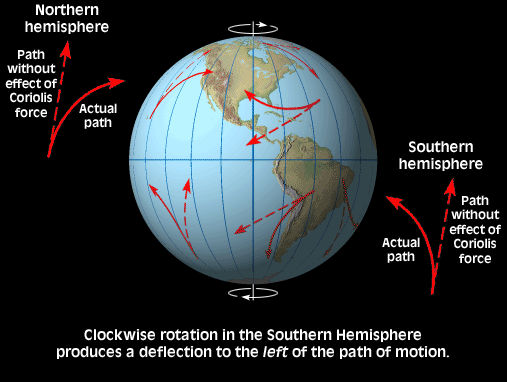 Northern
hemisphere
Path
without
effect of
Coriolis
force
Actual
path
Southern
hemisphere
Path
without
effect of
Coriolis
force
Actual
path
Clockwise rotation in the Southern Hemisphere
produces a deflection to the left of the path of motion.